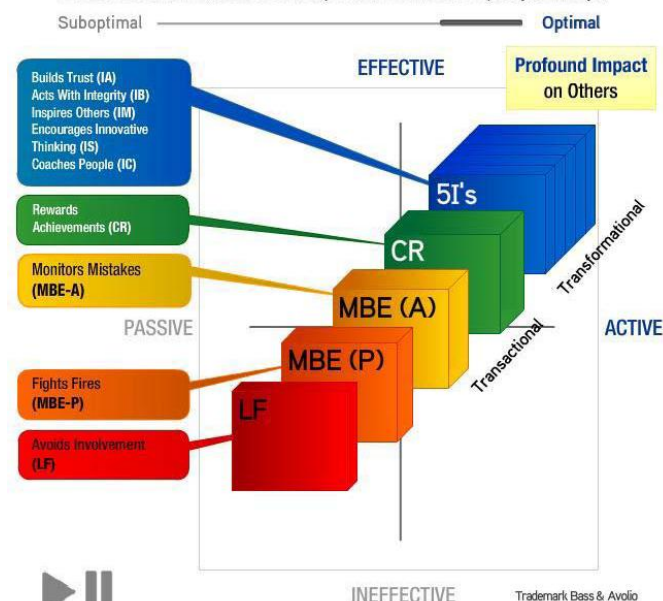 Suboptimal
Optimal
EFFECTIVE
Profound Impact
on Others
Builds Trust (IA)
Acts With Integrity (IB)
Inspires Others (IM)
Encourages Innovative
Thinking (IS)
Coaches People (IC)
5I's
Rewards
Achievements (CR)
CR
Transformational
Monitors Mistakes
(MBE-A)
MBE (A)
PASSIVE
ACTIVE
Transactional
MBE (P)
Fights Fires
(MBE-P)
LF
Avoids Involvement
(LF)
INEFFECTIVE
Trademark Bass & Avolio